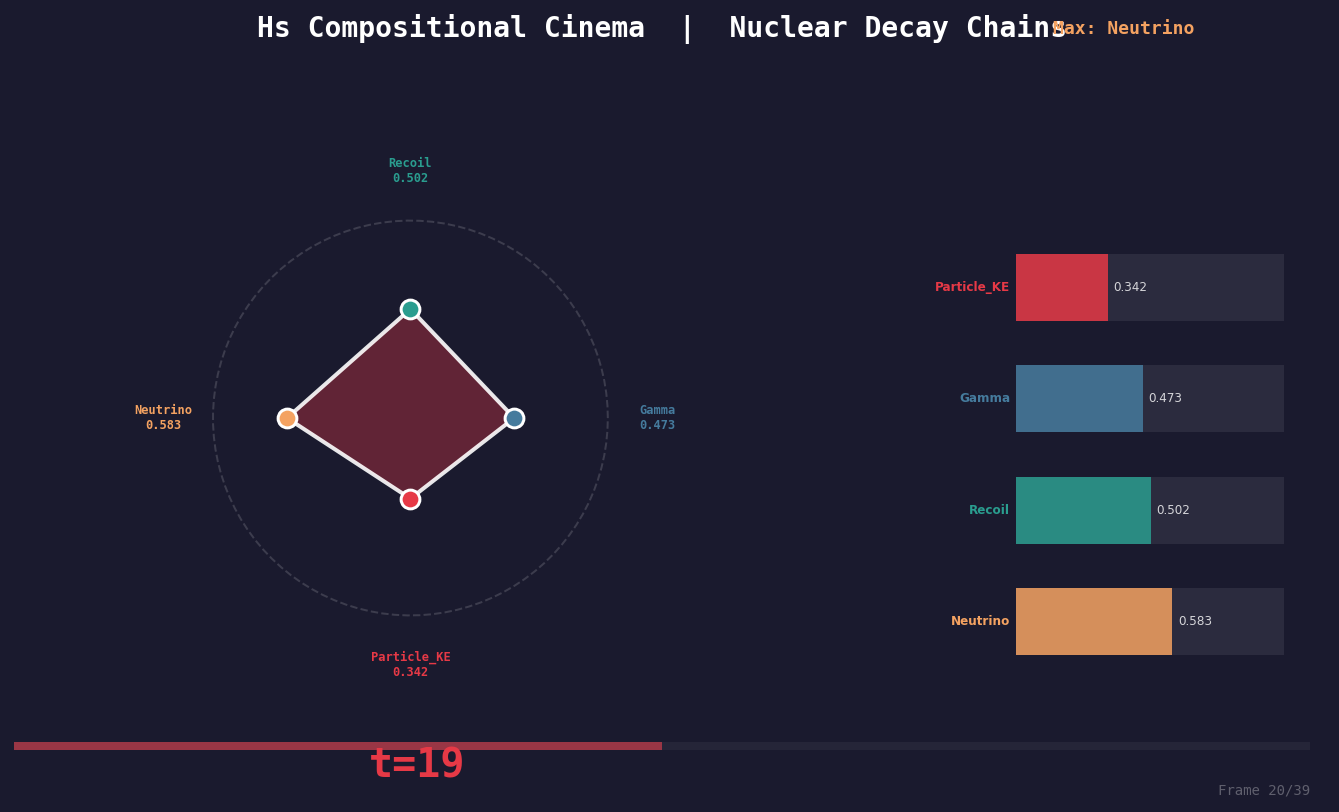 Hs Compositional Cinema  |  Nuclear Decay Chains
Max: Neutrino
Recoil
0.502
Neutrino
0.583
Gamma
0.473
Particle_KE
0.342
Particle_KE
0.342
Gamma
0.473
Recoil
0.502
Neutrino
0.583
t=19
Frame 20/39